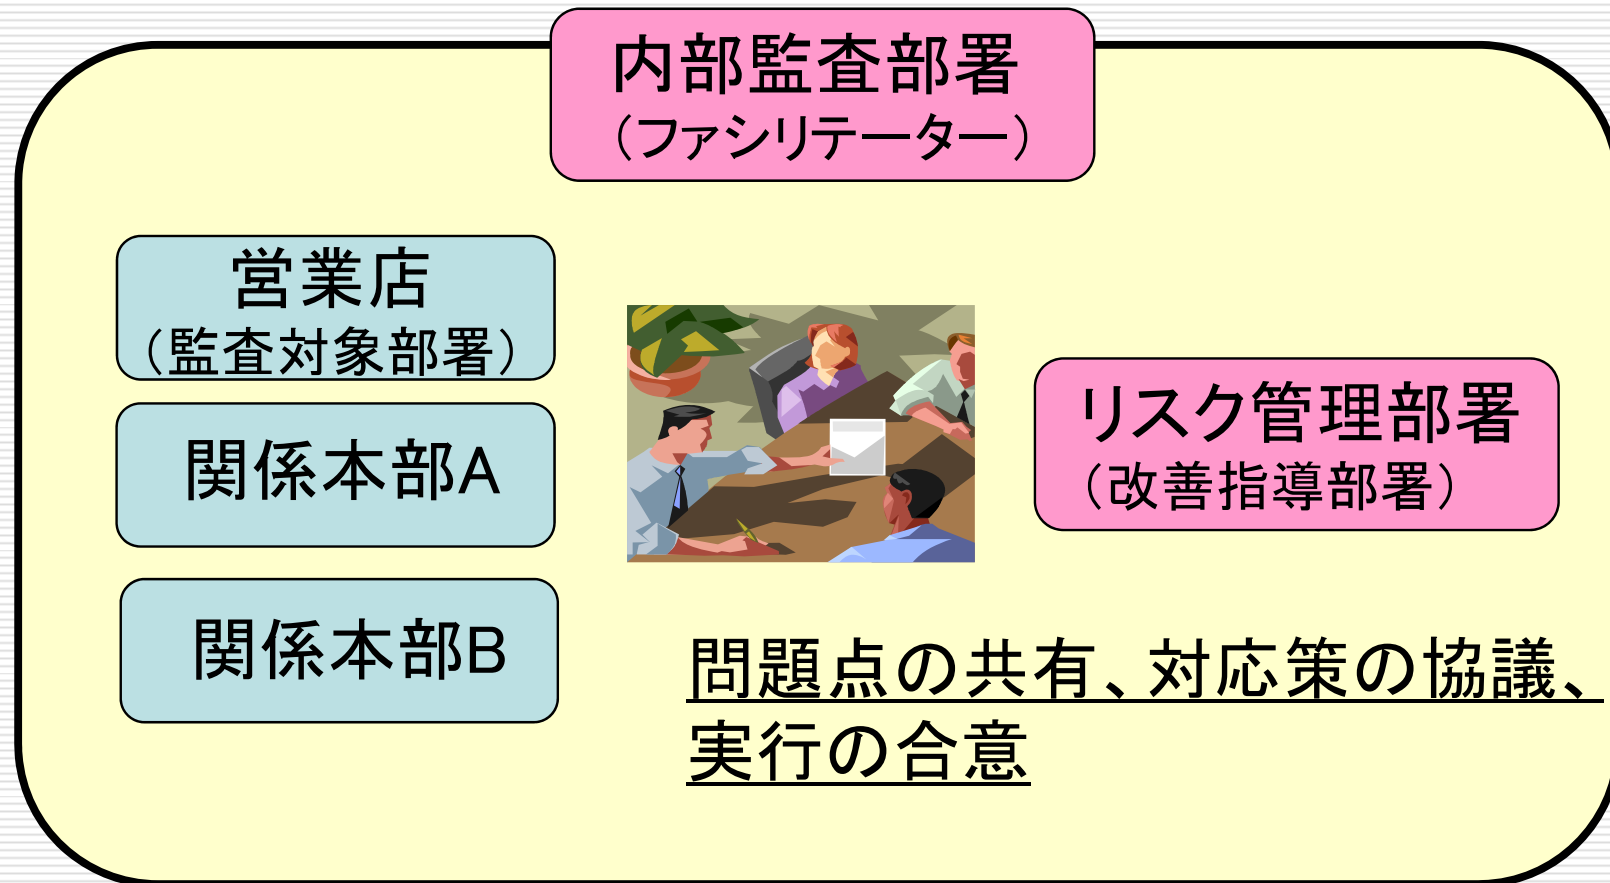 内部監査部署
（ファシリテーター）
営業店
（監査対象部署）
関係本部A
関係本部B
リスク管理部署
（改善指導部署）
問題点の共有、対応策の協議、
実行の合意